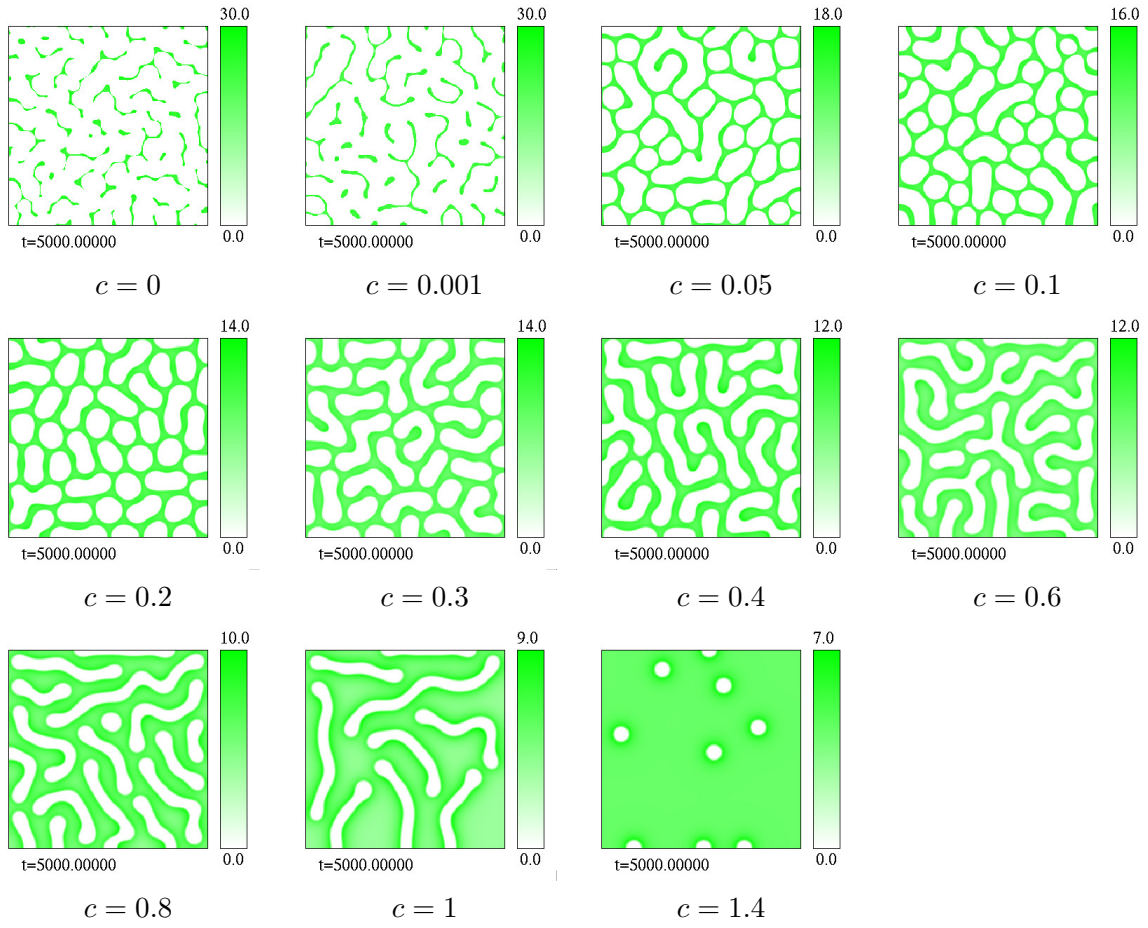 30.0 30.0 18.0 16.0
0.0 0.0 0.0 0.0
t=5000.00000 t=5000.00000 t=5000.00000 t=5000.00000
c = 0 c = 0.001 c = 0.05 c = 0.1
14.0 14.0 12.0 12.0
0.0 0.0 0.0 0.0
t=5000.00000 t=5000.00000 t=5000.00000 t=5000.00000
c = 0.2 c = 0.3 c = 0.4 c = 0.6
10.0 9.0 7.0
0.0 0.0 0.0
t=5000.00000 t=5000.00000 t=5000.00000
c = 0.8 c = 1 c = 1.4